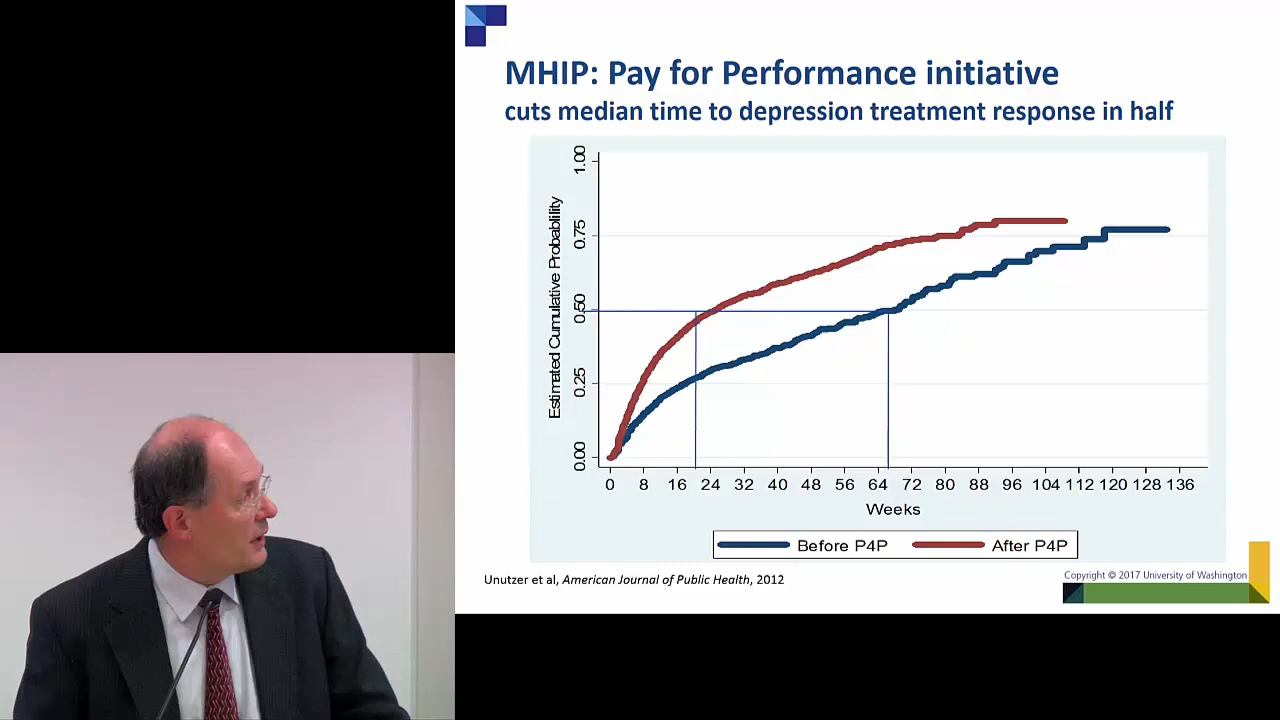 MHIP: Pay for Performance initiative
cuts median time to depression treatment response in half
Estimated Cumulative Probability
1.00
0.75
0.50
0.25
0.00
0 8 16 24 32 40 48 56 64 72 80 88 96 104 112 120 128 136
Weeks
Before P4P After P4P
Unutzer et al, American Journal of Public Health, 2012
Copyright © 2017 University of Washington